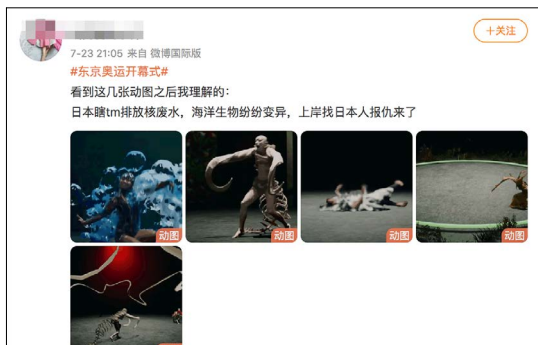 +关注
7-23 21:05 来自 微博国际版
#东京奥运开幕式#
看到这几张动图之后我理解的：
日本瞎tm排放核废水，海洋生物纷纷变异，上岸找日本人报仇来了
动图
动图
动图
动图